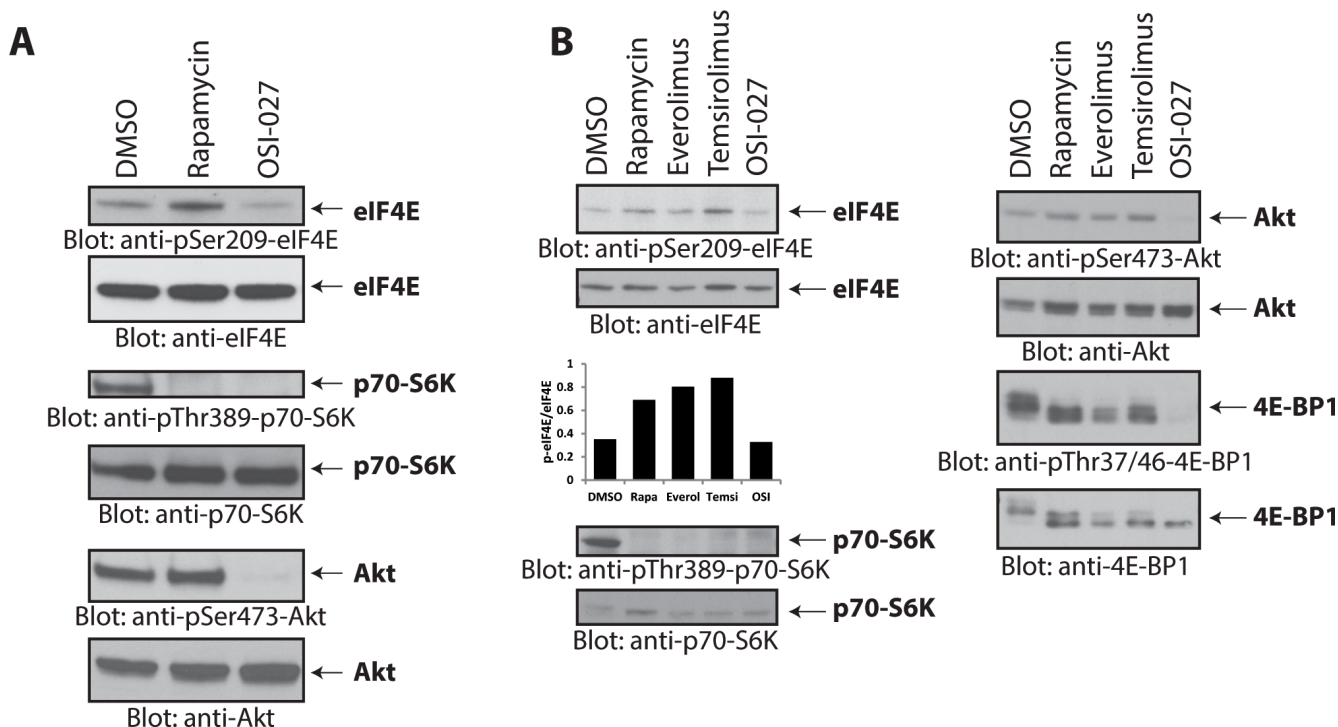 A
DMSO
Rapamycin
OSI-027
eIF4E
Blot: anti-pSer209-eIF4E
eIF4E
Blot: anti-eIF4E
p70-S6K
Blot: anti-pThr389-p70-S6K
p70-S6K
Blot: anti-p70-S6K
Akt
Blot: anti-pSer473-Akt
Akt
Blot: anti-Akt
B
DMSO
Rapamycin
Everolimus
Temsirolimus
OSI-027
eIF4E
Blot: anti-pSer209-eIF4E
eIF4E
Blot: anti-eIF4E
p-eIF4E/eIF4E
1
0.8
0.6
0.4
0.2
0
DMSO Rapa Everol Temsi OSI
p70-S6K
Blot: anti-pThr389-p70-S6K
p70-S6K
Blot: anti-p70-S6K
DMSO
Rapamycin
Everolimus
Temsirolimus
OSI-027
Akt
Blot: anti-pSer473-Akt
Akt
Blot: anti-Akt
4E-BP1
Blot: anti-pThr37/46-4E-BP1
4E-BP1
Blot: anti-4E-BP1